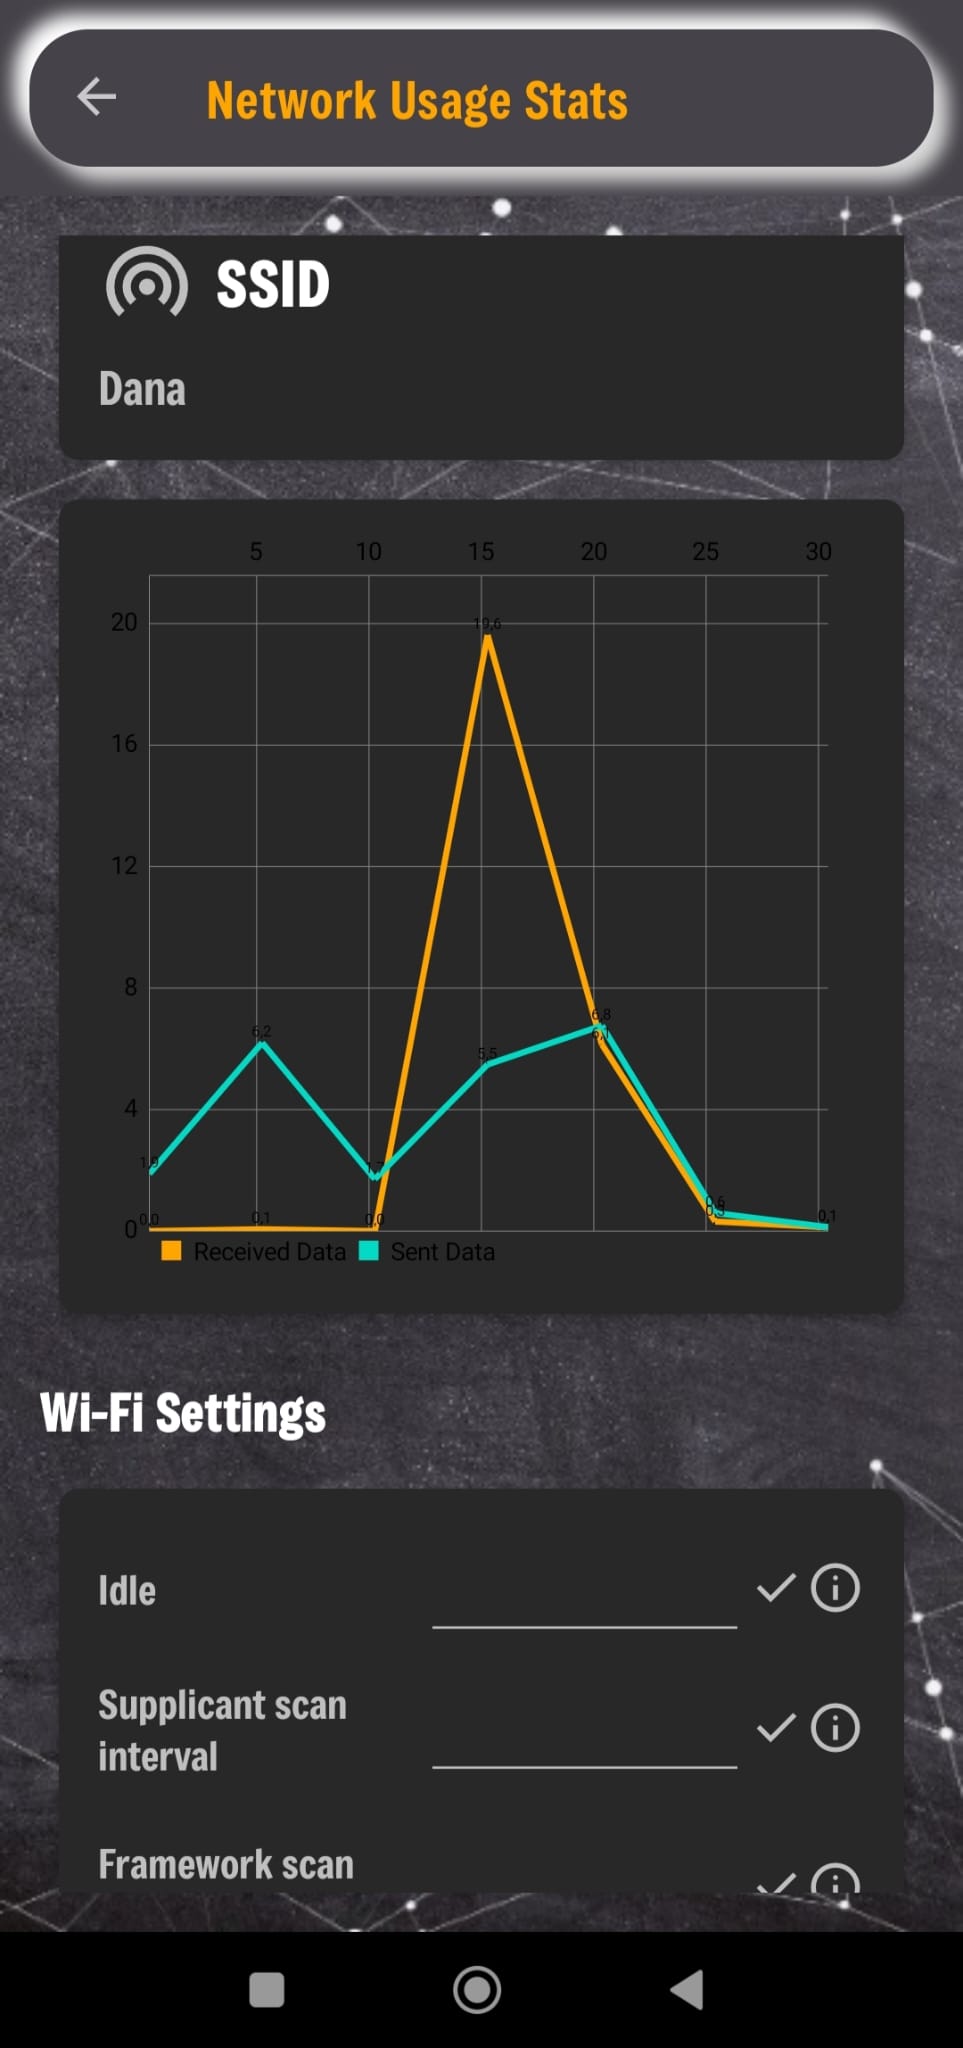 Network Usage Stats
SSID
Dana
5 10 15 20 25 30
20
19,6
16
12
8
6,8
6,1
6,2
5,5
4
0,6
0,3
0,1
0
0,0
0,1
0,0
Received Data Sent Data
Wi-Fi Settings
Idle
Supplicant scan
interval
Framework scan